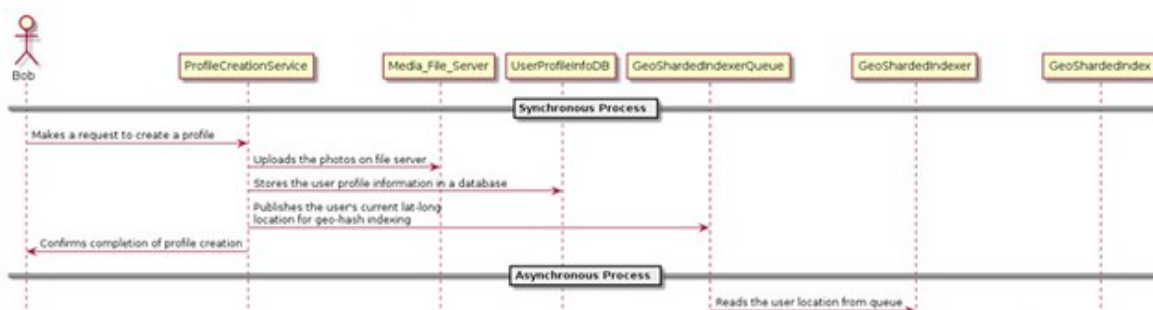 Bob
ProfileCreationService
Media_File_Server
UserProfileInfoDB
GeoShardedIndexerQueue
GeoShardedIndexer
GeoShardedIndex
Synchronous Process
Makes a request to create a profile
Uploads the photos on file server
Stores the user profile information in a database
Publishes the user's current lat-long
location for geo-hash indexing
Confirms completion of profile creation
Asynchronous Process
Reads the user location from queue